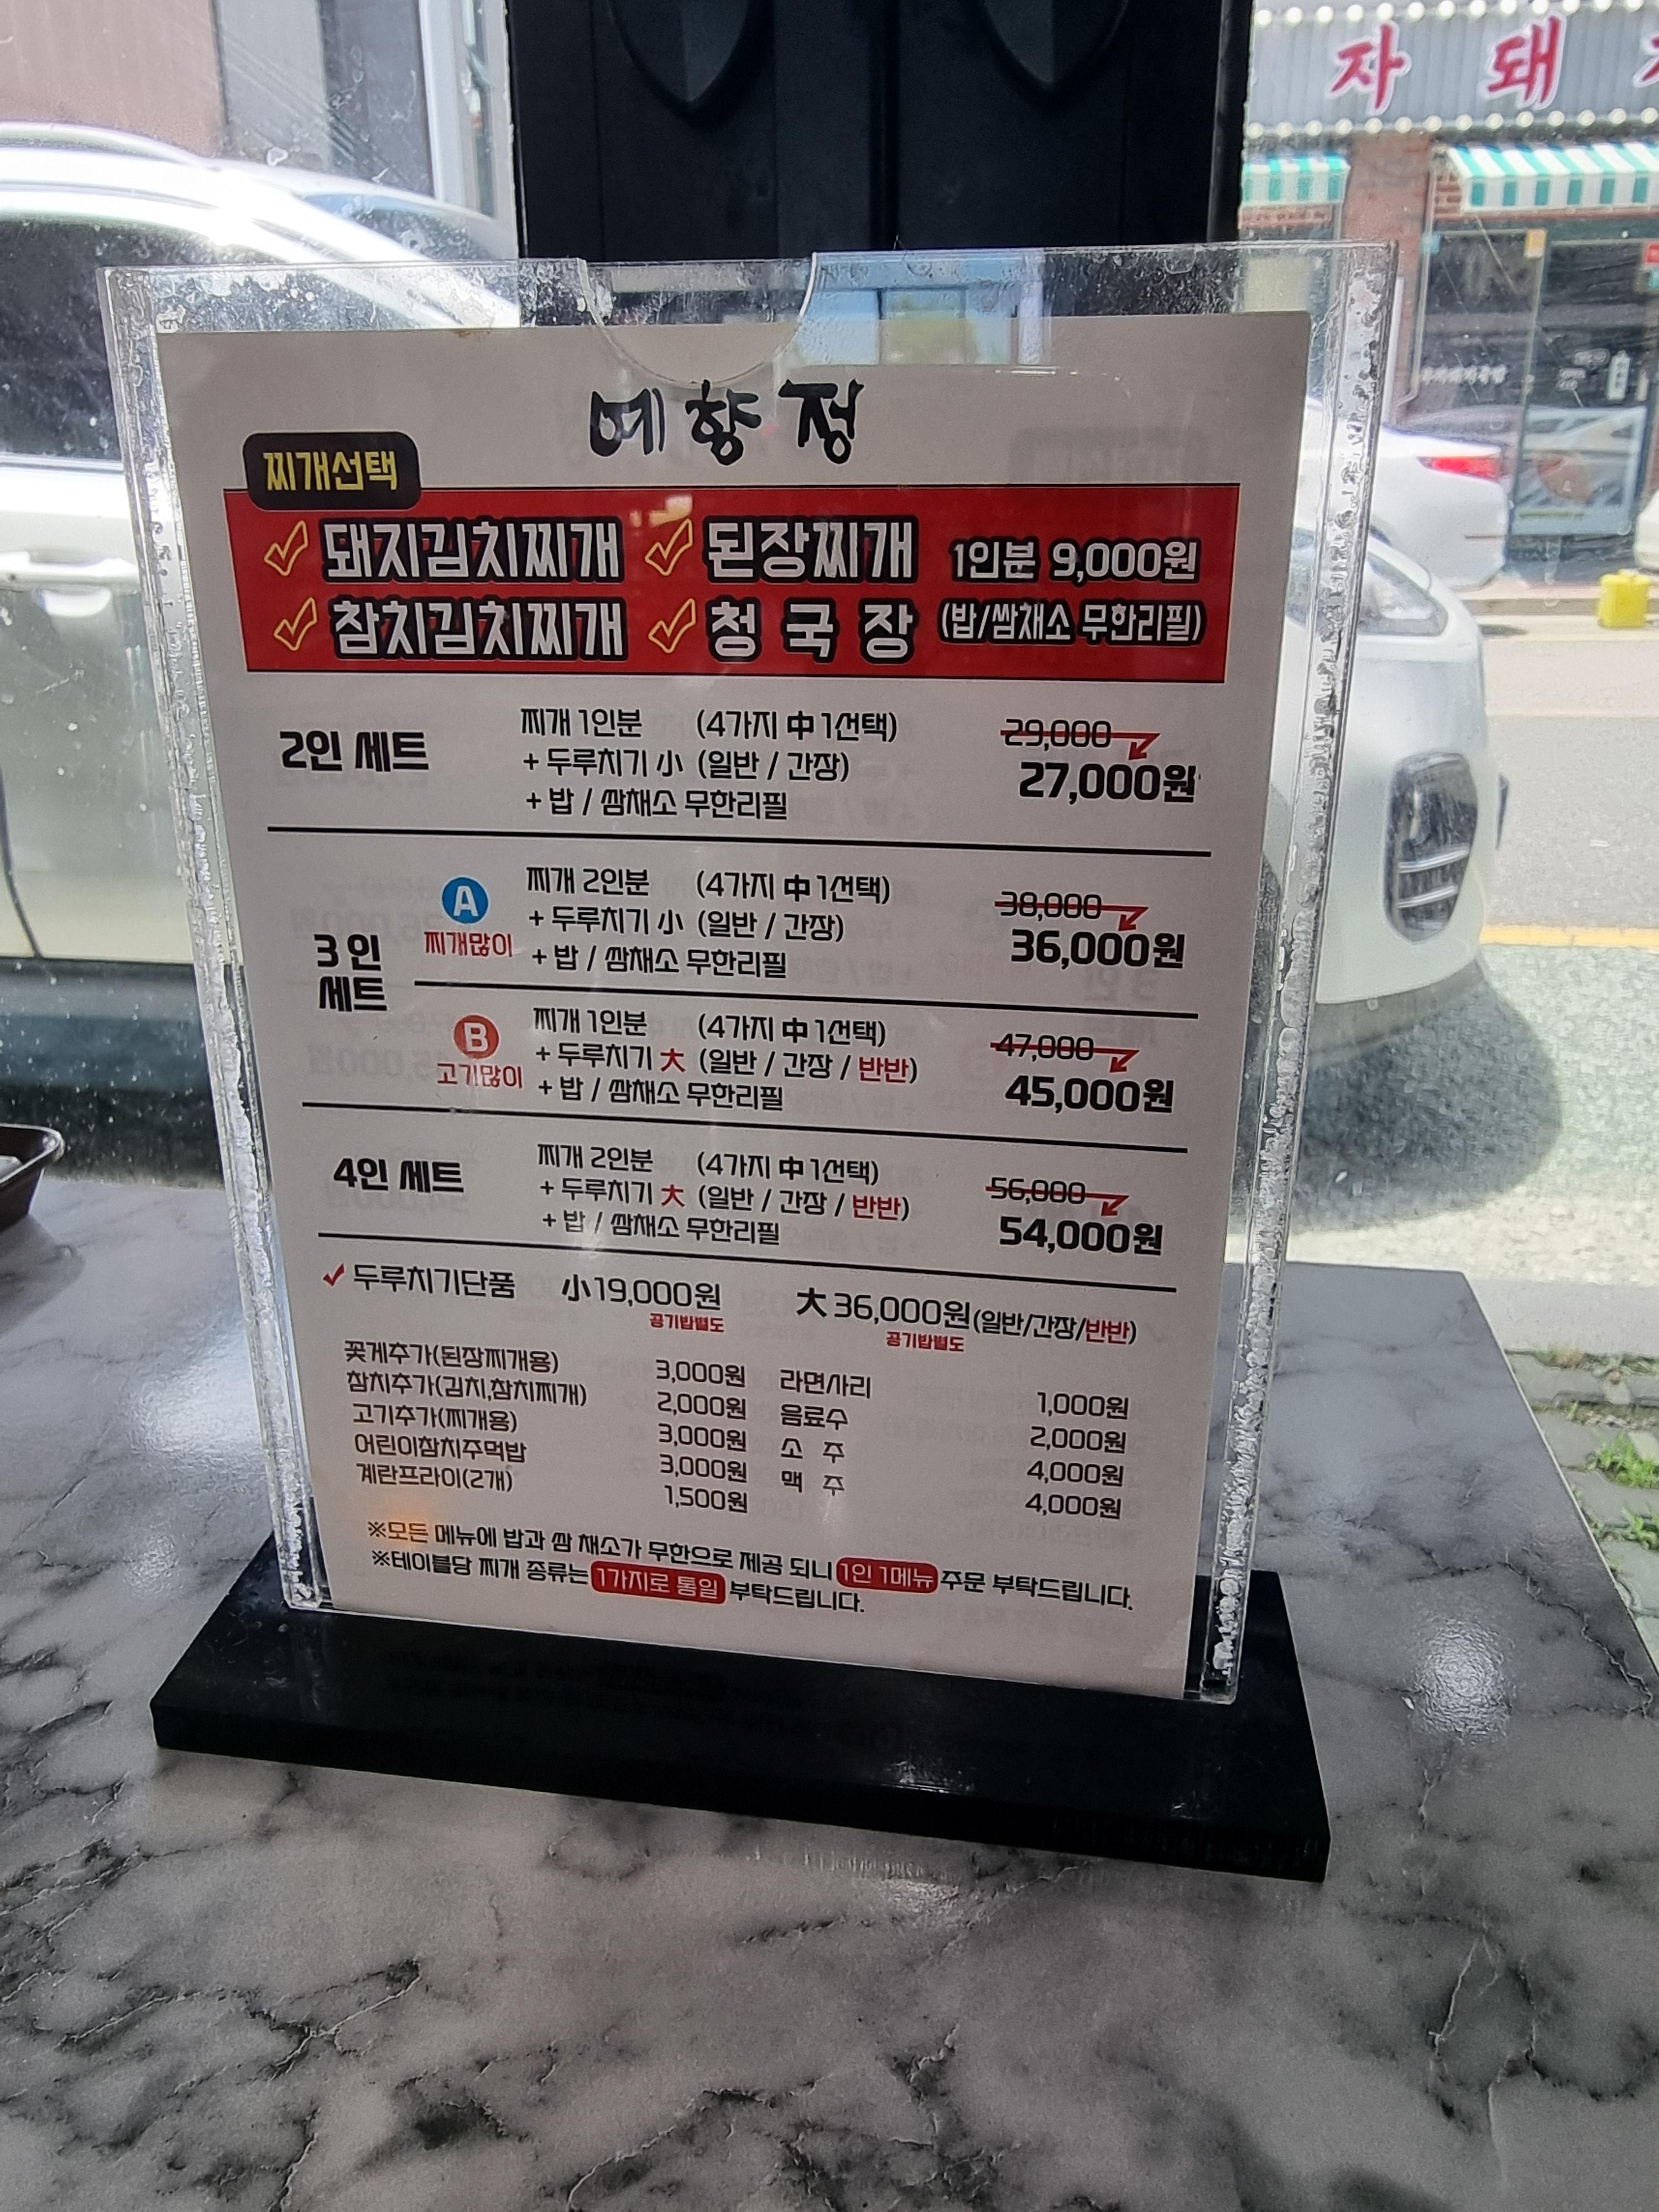 자돼
예향정
찌개선택
돼지김치찌개 된장찌개 1인분 9,000원
참치김치찌개 청국장 (밥/쌈채소 무한리필)
2인 세트
찌개 1인분 (4가지 中 1선택)
+ 두루치기 小 (일반 / 간장)
+ 밥 / 쌈채소 무한리필
29,000
27,000원
3인
세트
A
찌개많이
찌개 2인분 (4가지 中 1선택)
+ 두루치기 小 (일반 / 간장)
+ 밥 / 쌈채소 무한리필
38,000
36,000원
B
고기많이
찌개 1인분 (4가지 中 1선택)
+ 두루치기 大 (일반 / 간장 / 반반)
+ 밥 / 쌈채소 무한리필
47,000
45,000원
4인 세트
찌개 2인분 (4가지 中 1선택)
+ 두루치기 大 (일반 / 간장 / 반반)
+ 밥 / 쌈채소 무한리필
56,000
54,000원
두루치기단품 小 19,000원 大 36,000원(일반/간장/반반)
공기밥별도 공기밥별도
꽃게추가(된장찌개용) 3,000원 라면사리 1,000원
참치추가(김치,참치찌개) 2,000원 음료수 2,000원
고기추가(찌개용) 3,000원 소 주 4,000원
어린이참치주먹밥 3,000원 맥 주 4,000원
계란프라이(2개) 1,500원
※모든 메뉴에 밥과 쌈 채소가 무한으로 제공 되니 1인 1메뉴 주문 부탁드립니다.
※테이블당 찌개 종류는 1가지로 통일 부탁드립니다.